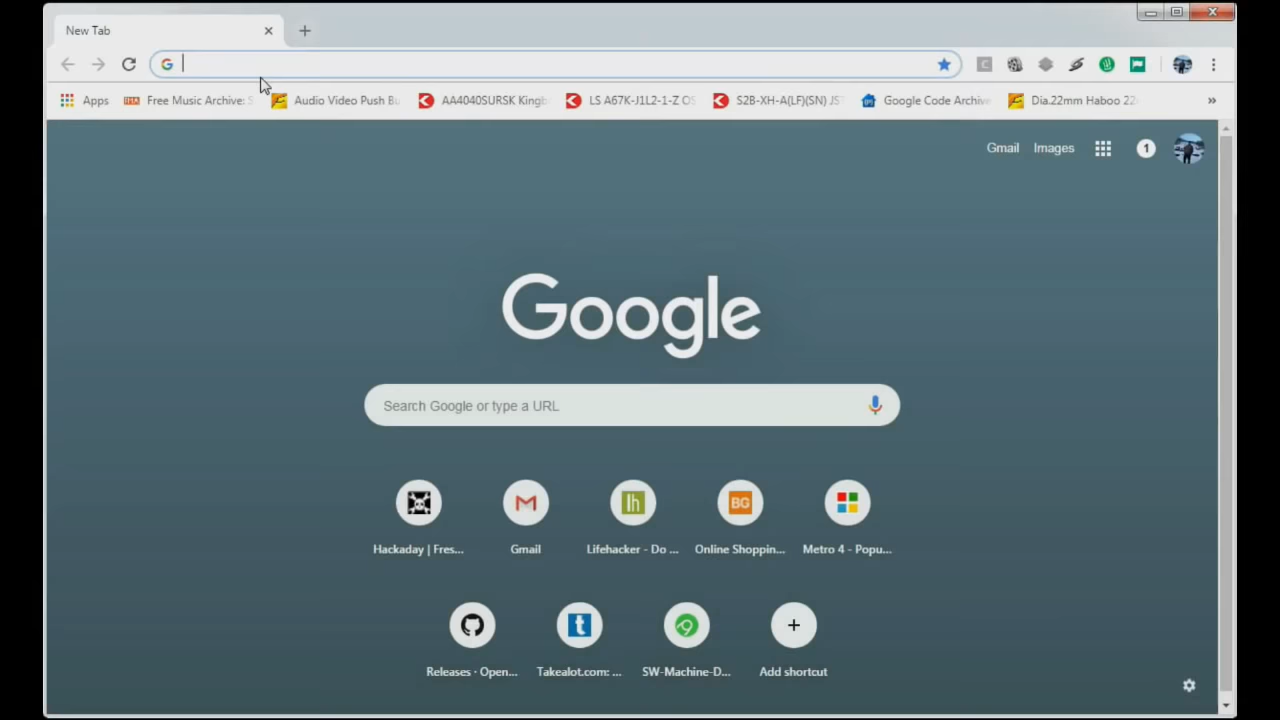 New Tab
Apps
Free Music Archive: S
Audio Video Push Bu
AA4040SURSK Kingb
LS A67K-J1L2-1-Z OS
S2B-XH-A(LF)(SN) JS
Google Code Archive
Dia.22mm Haboo 22
»
Gmail
Images
1
Google
Search Google or type a URL
Hackaday | Fres...
Gmail
Lifehacker - Do ...
Online Shoppin...
Metro 4 - Popu...
Releases · Open...
Takealot.com: ...
SW-Machine-D...
Add shortcut